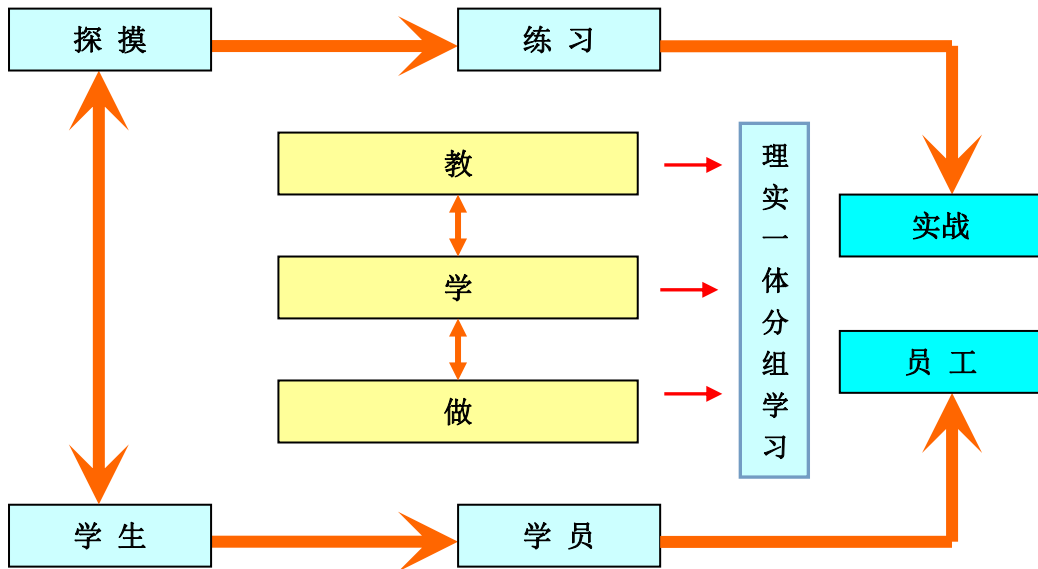 探 摸
练 习
教
理实一体分组学习
实战
学
员 工
做
学 生
学 员